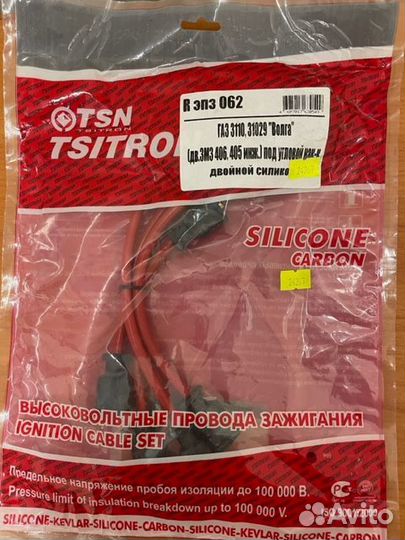 TSN
TSITRON
TSITRO
R эпз 062
ГАЗ 3110, 31029 "Волга"
(дв.ЗМЗ 406, 405 инж.) под угловой
двойной силико
SILICONE
CARBON
ВЫСОКОВОЛЬТНЫЕ ПРОВОДА ЗАЖИГАНИЯ
IGNITION CABLE SET
Предельное напряжение пробоя изоляции до 100 000 В.
Pressure limit of insulation breakdown up to 100 000 V.
SILICONE-KEVLAR-SILICONE-CARBON-SILICONE-KEVLAR-SILICONE
Avito